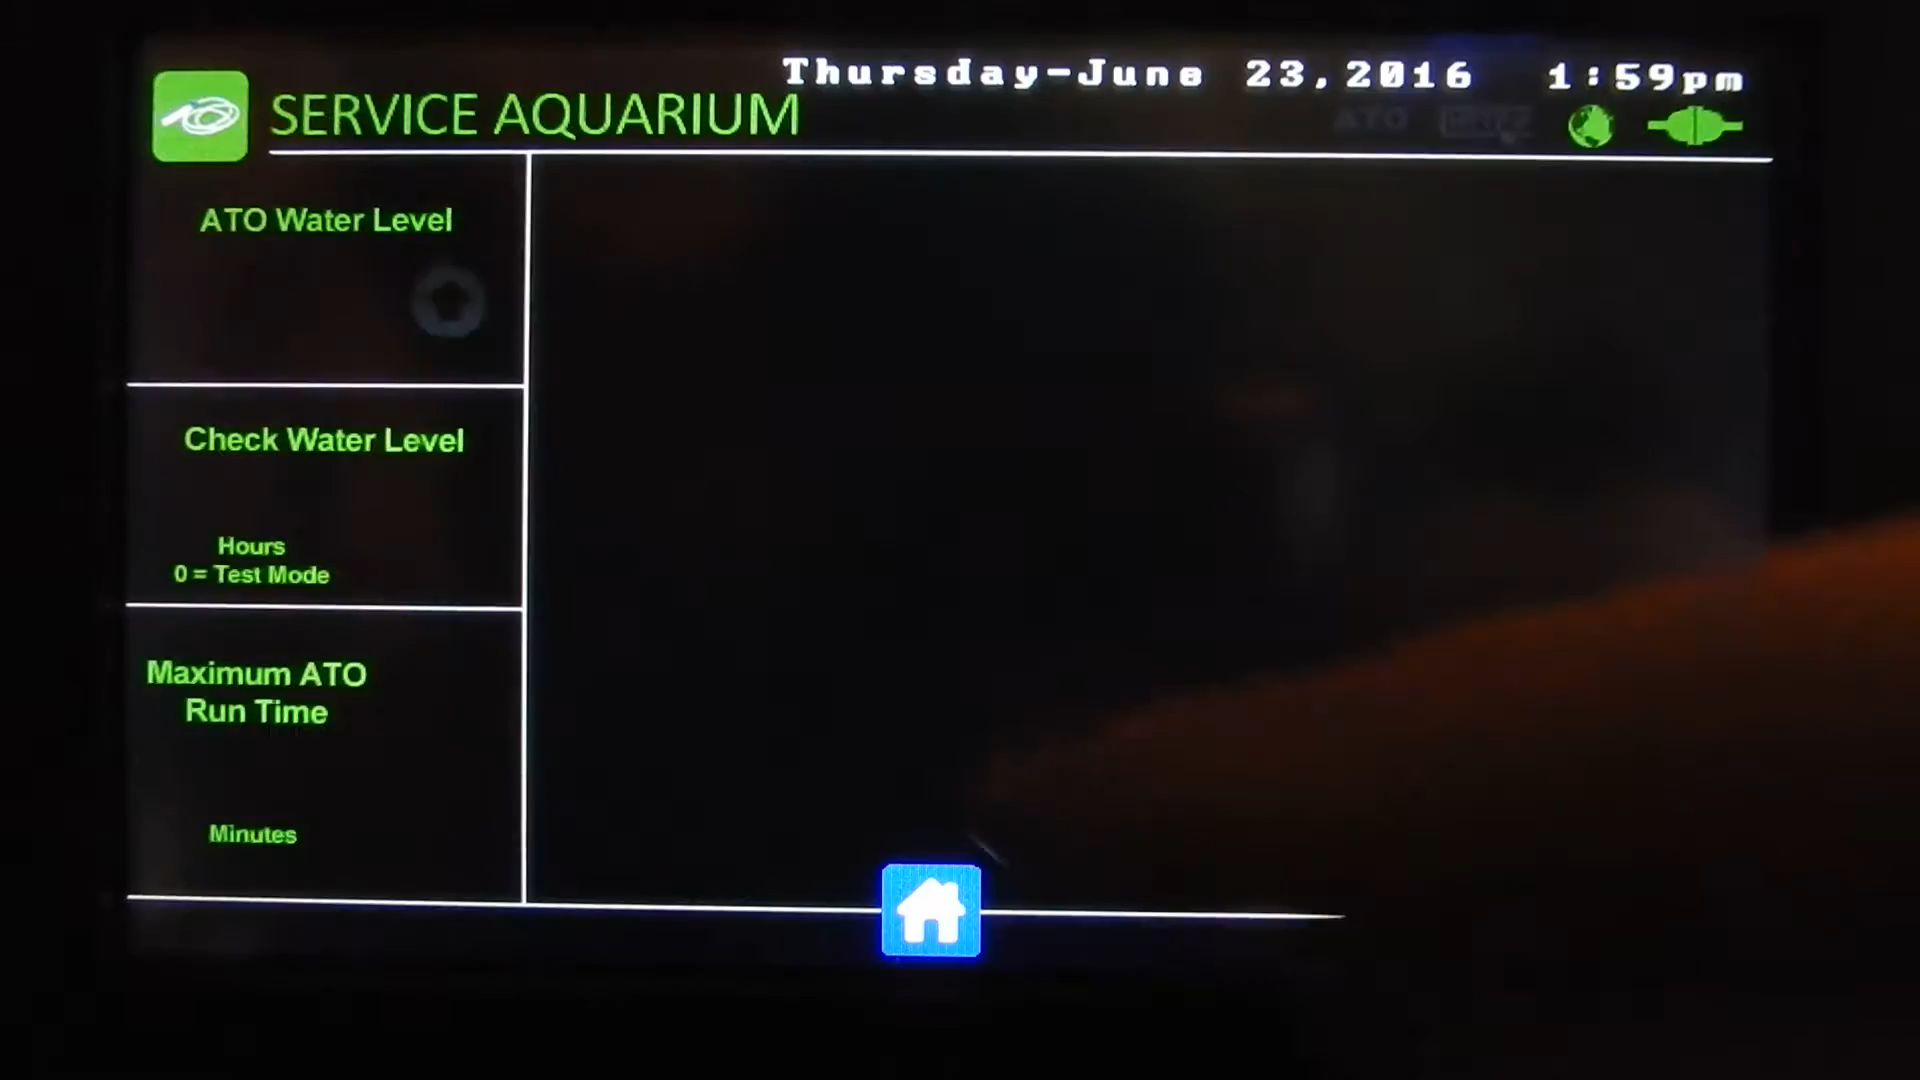 Thursday-June 23,2016 1:59pm
SERVICE AQUARIUM
ATO
ATO Water Level
Check Water Level
Hours
0 = Test Mode
Maximum ATO
Run Time
Minutes